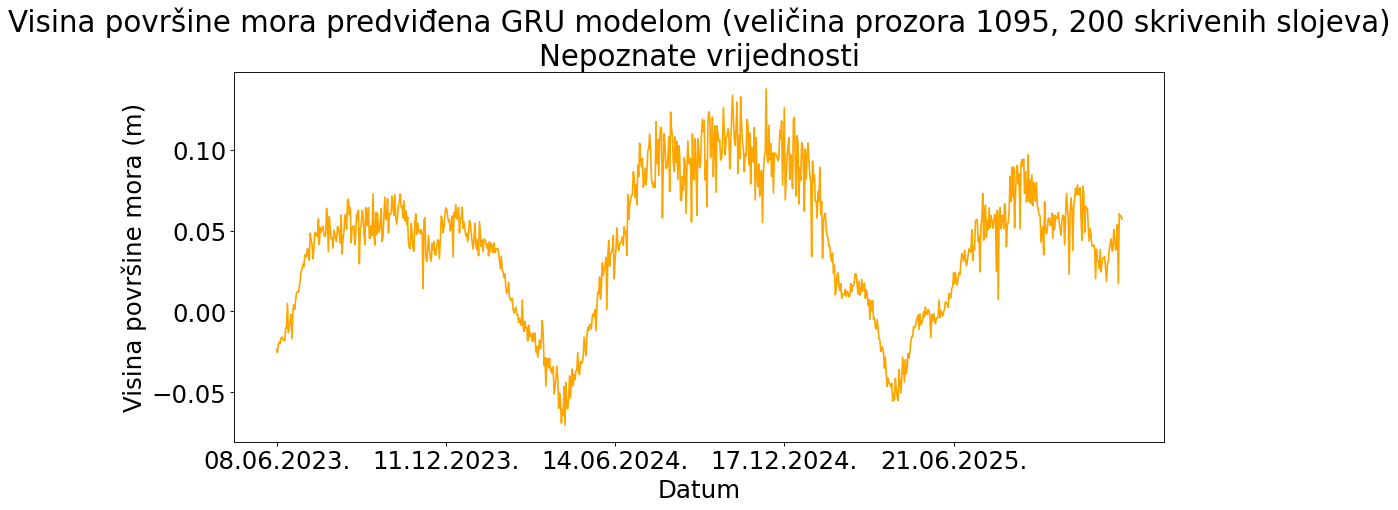 Visina površine mora predviđena GRU modelom (veličina prozora 1095, 200 skrivenih slojeva)
Nepoznate vrijednosti
Visina površine mora (m)
0.10
0.05
0.00
−0.05
08.06.2023. 11.12.2023. 14.06.2024. 17.12.2024. 21.06.2025.
Datum